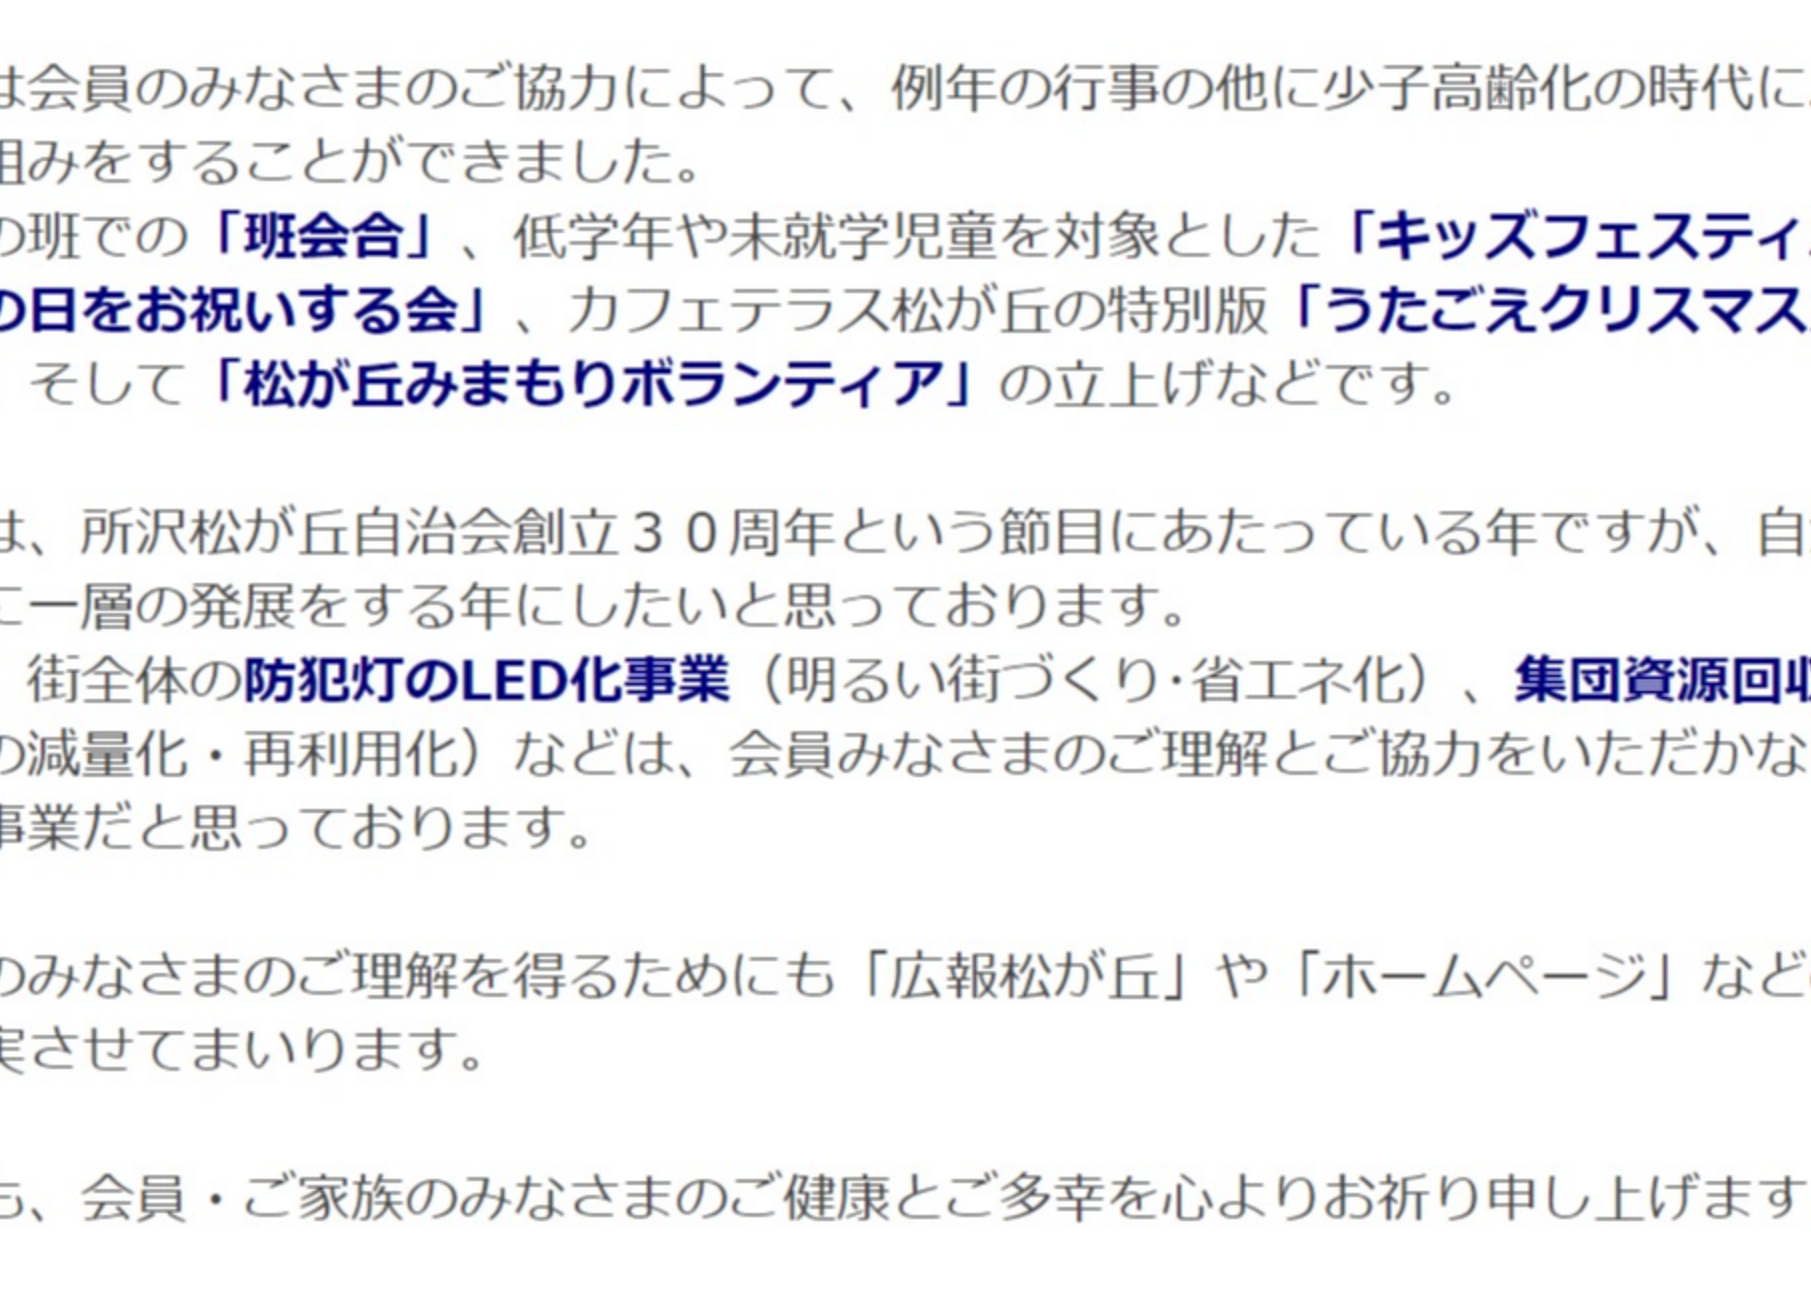 は会員のみなさまのご協力によって、例年の行事の他に少子高齢化の時代に
組みをすることができました。
の班での「班会合」、低学年や未就学児童を対象とした「キッズフェスティ
の日をお祝いする会」、カフェテラス松が丘の特別版「うたごえクリスマス
そして「松が丘みまもりボランティア」の立上げなどです。
は、所沢松が丘自治会創立３０周年という節目にあたっている年ですが、自
に一層の発展をする年にしたいと思っております。
街全体の防犯灯のLED化事業（明るい街づくり･省エネ化）、集団資源回収
の減量化・再利用化）などは、会員みなさまのご理解とご協力をいただかな
事業だと思っております。
のみなさまのご理解を得るためにも「広報松が丘」や「ホームページ」など
実させてまいります。
も、会員・ご家族のみなさまのご健康とご多幸を心よりお祈り申し上げます